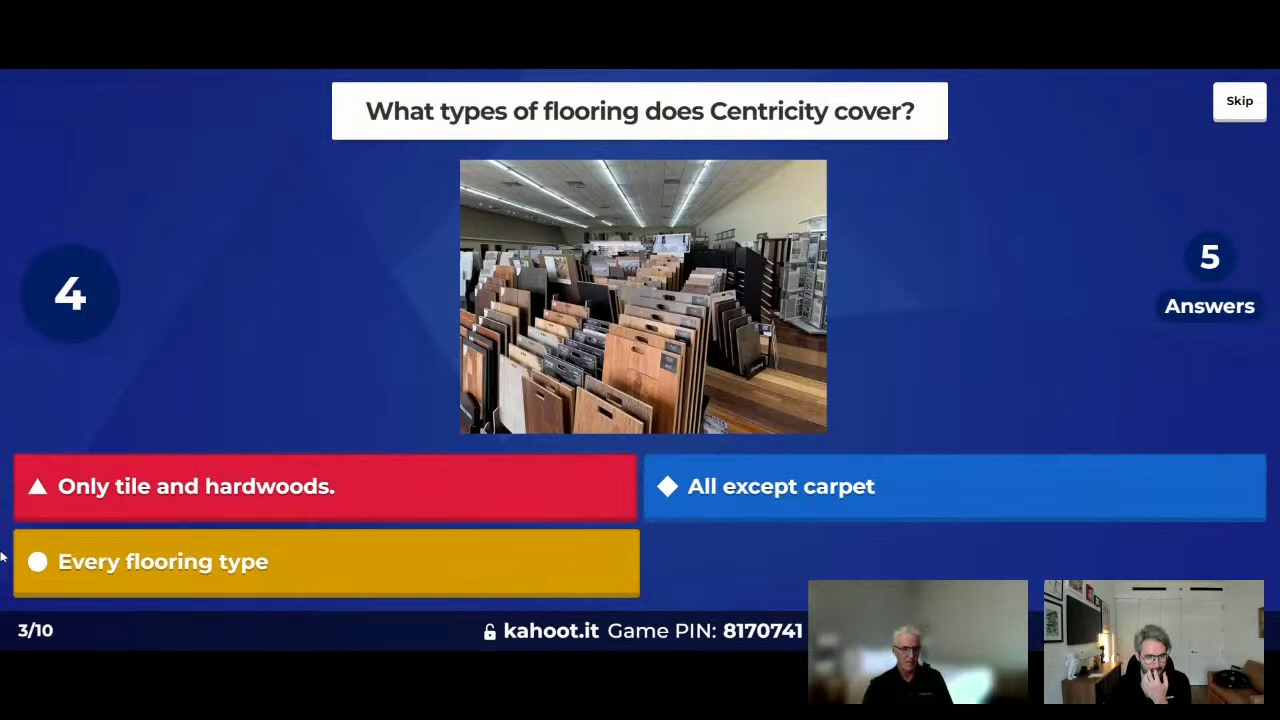 What types of flooring does Centricity cover?
Skip
4
5
Answers
Only tile and hardwoods.
All except carpet
Every flooring type
3/10
kahoot.it Game PIN: 8170741